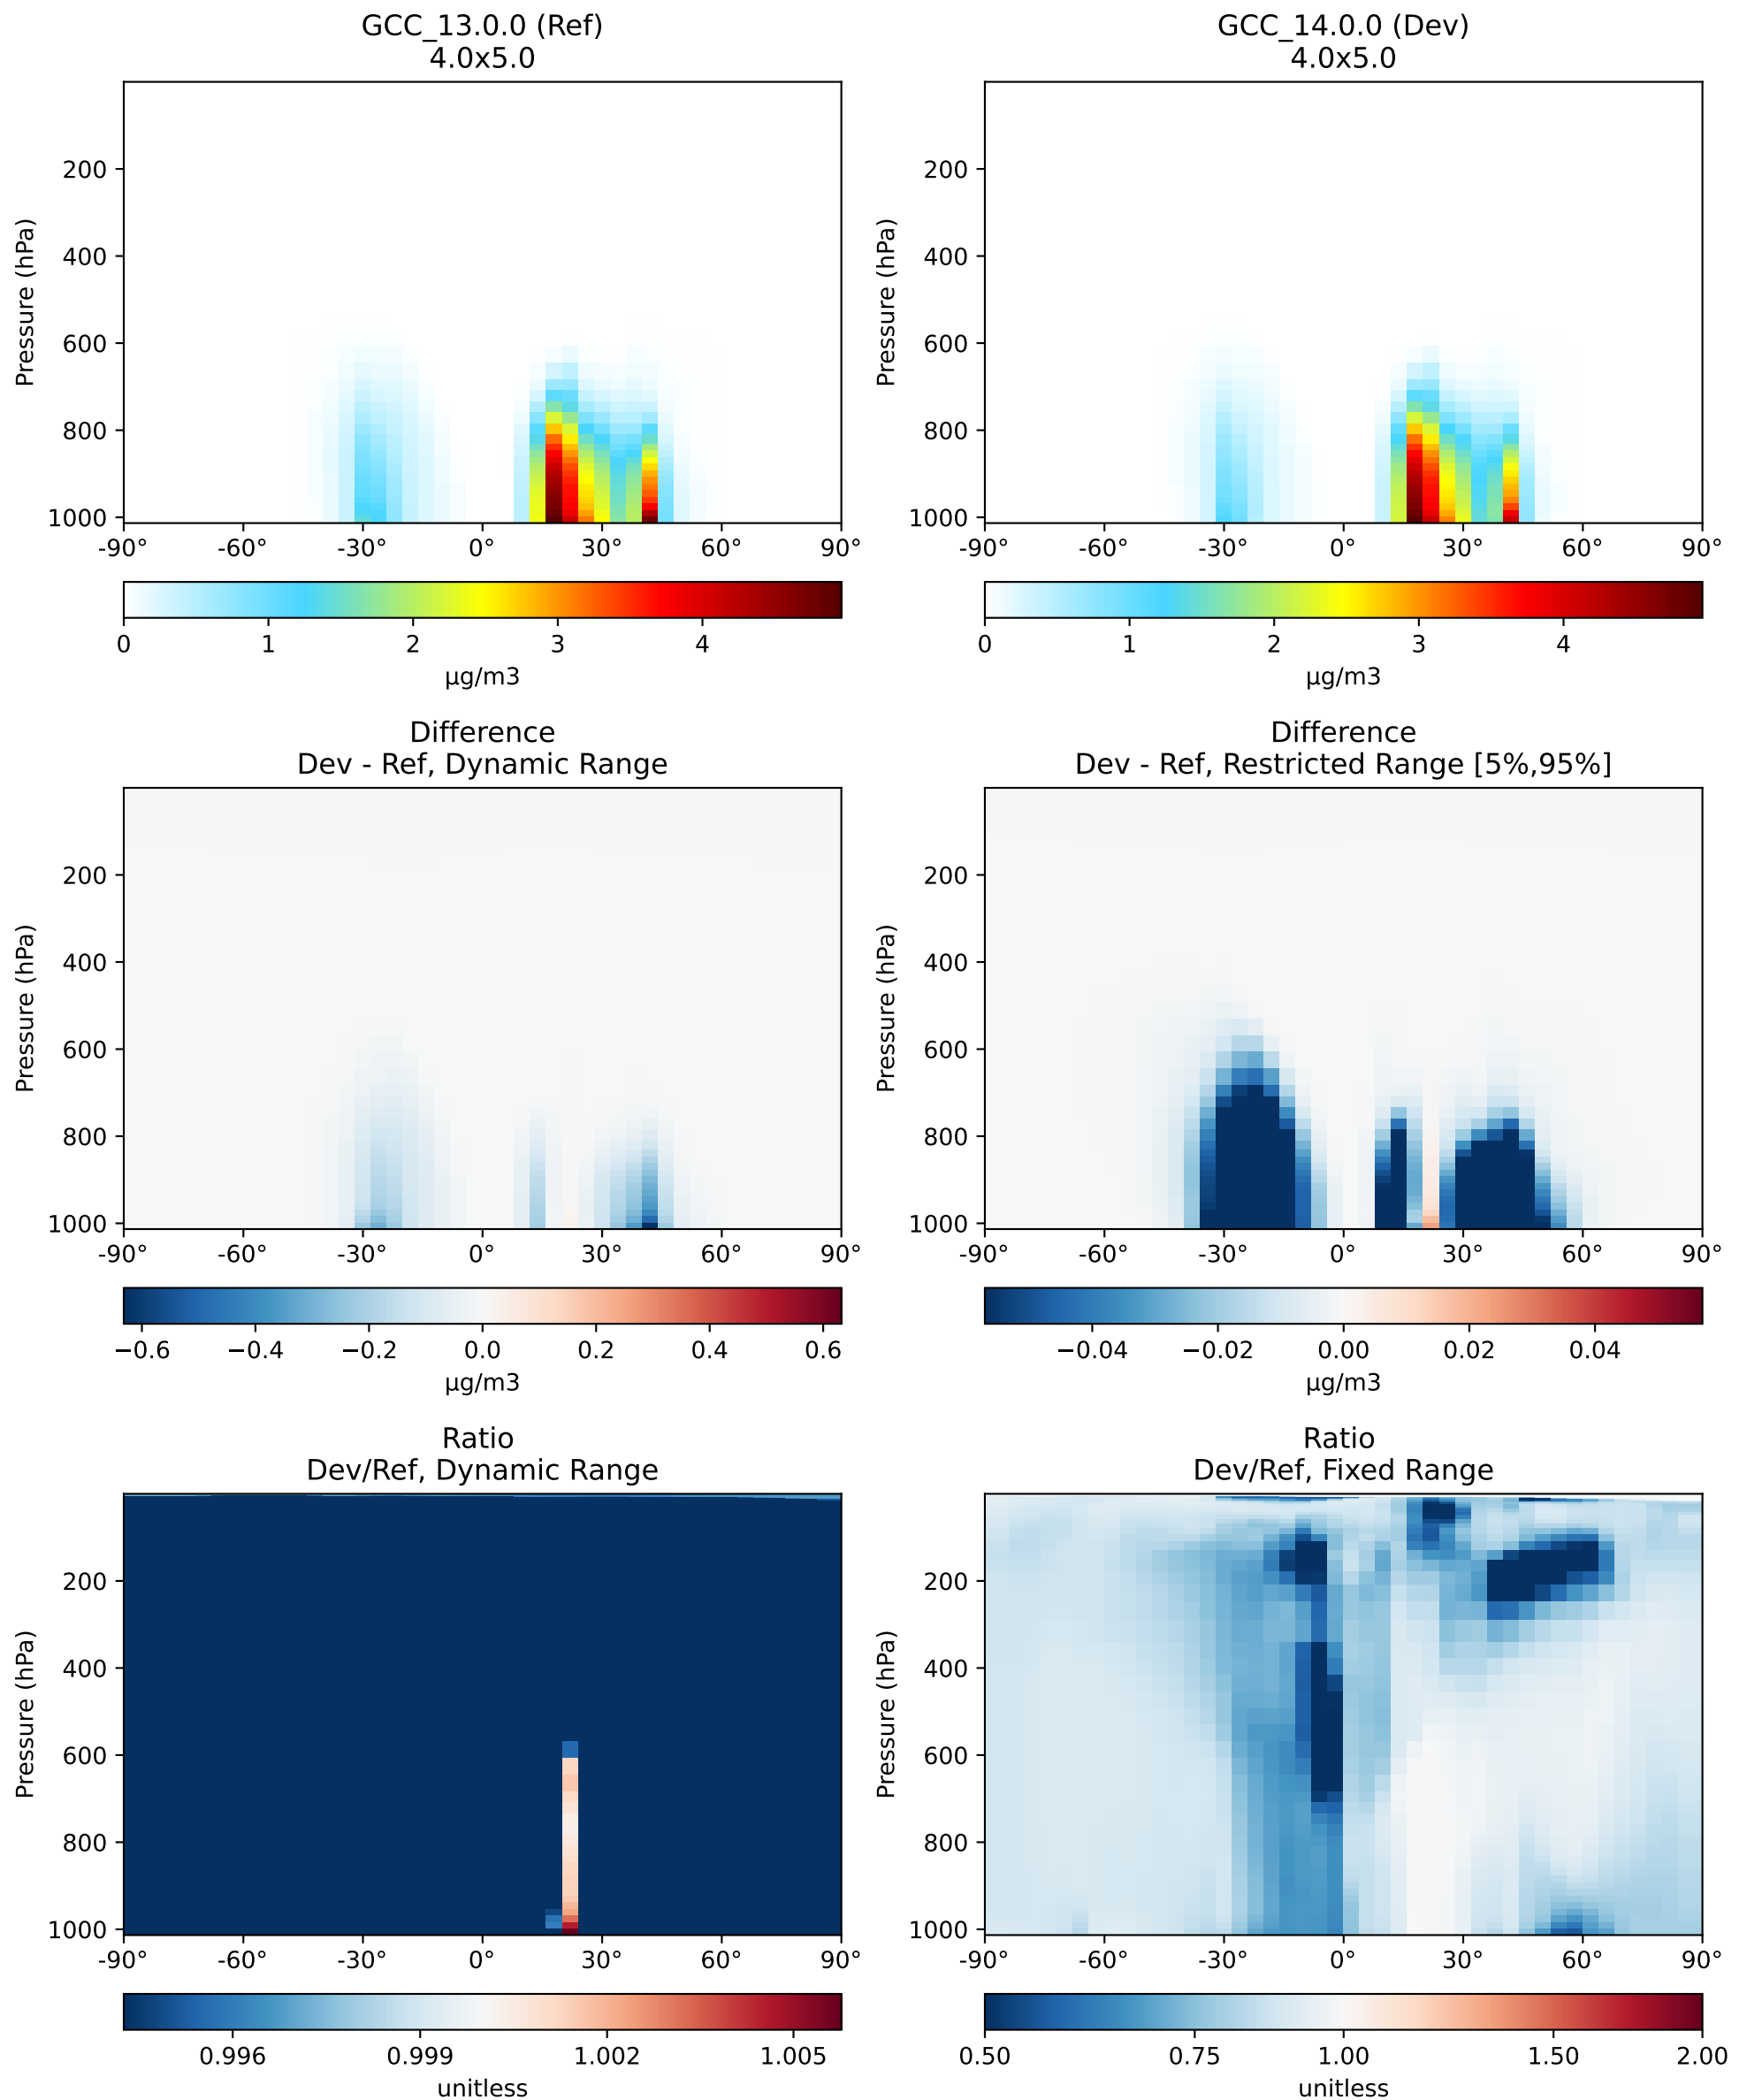 GCC_13.0.0 (Ref)
4.0x5.0
Pressure (hPa)
200
400
600
800
1000
-90° -60° -30° 0° 30° 60° 90°
0 1 2 3 4
µg/m3
GCC_14.0.0 (Dev)
4.0x5.0
Pressure (hPa)
200
400
600
800
1000
-90° -60° -30° 0° 30° 60° 90°
0 1 2 3 4
µg/m3
Difference
Dev - Ref, Dynamic Range
Pressure (hPa)
200
400
600
800
1000
-90° -60° -30° 0° 30° 60° 90°
−0.6 −0.4 −0.2 0.0 0.2 0.4 0.6
µg/m3
Difference
Dev - Ref, Restricted Range [5%,95%]
Pressure (hPa)
200
400
600
800
1000
-90° -60° -30° 0° 30° 60° 90°
−0.04 −0.02 0.00 0.02 0.04
µg/m3
Ratio
Dev/Ref, Dynamic Range
Pressure (hPa)
200
400
600
800
1000
-90° -60° -30° 0° 30° 60° 90°
0.996 0.999 1.002 1.005
unitless
Ratio
Dev/Ref, Fixed Range
Pressure (hPa)
200
400
600
800
1000
-90° -60° -30° 0° 30° 60° 90°
0.50 0.75 1.00 1.50 2.00
unitless